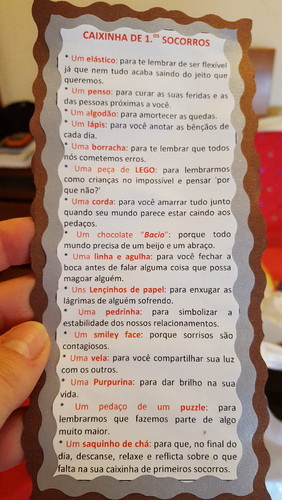 CAIXINHA DE 1.ºˢ SOCORROS
* Um elástico: para te lembrar de ser flexível
já que nem tudo acaba saindo do jeito que
queremos.
* Um penso: para curar as suas feridas e as
das pessoas próximas a você.
* Um algodão: para amortecer as quedas.
* Um lápis: para você anotar as bênçãos de
cada dia.
* Uma borracha: para te lembrar que todos
nós cometemos erros.
* Uma peça de LEGO: para lembrarmos
como crianças no impossível e pensar 'por
que não?'
* Uma corda: para você amarrar tudo junto
quando seu mundo parece estar caindo aos
pedaços.
* Um chocolate "Bacio": porque todo
mundo precisa de um beijo e um abraço.
* Uma linha e agulha: para você fechar a
boca antes de falar alguma coisa que possa
magoar alguém.
* Uns Lençinhos de papel: para enxugar as
lágrimas de alguém sofrendo.
* Uma pedrinha: para simbolizar a
estabilidade dos nossos relacionamentos.
* Um smiley face: porque sorrisos são
contagiosos.
* Uma vela: para você compartilhar sua luz
com os outros.
* Uma Purpurina: para dar brilho na sua
vida.
* Um pedaço de um puzzle: para
lembrarmos que fazemos parte de algo
muito maior.
* Um saquinho de chá: para que, no final do
dia, descanse, relaxe e reflicta sobre o que
falta na sua caixinha de primeiros socorros.